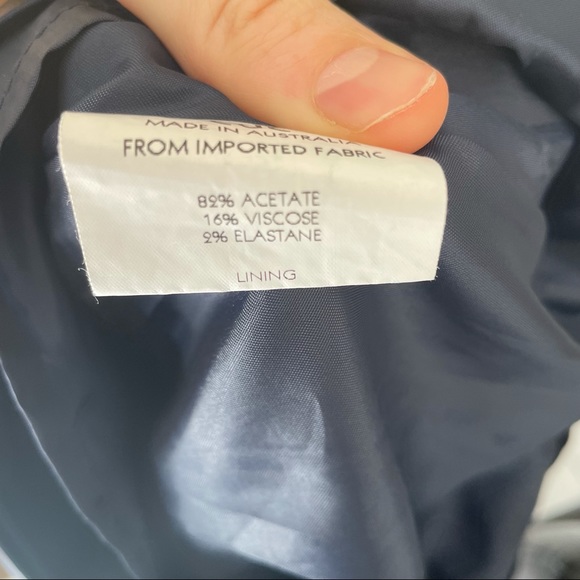 MADE IN AUSTRALIA
FROM IMPORTED FABRIC
82% ACETATE
16% VISCOSE
2% ELASTANE
LINING